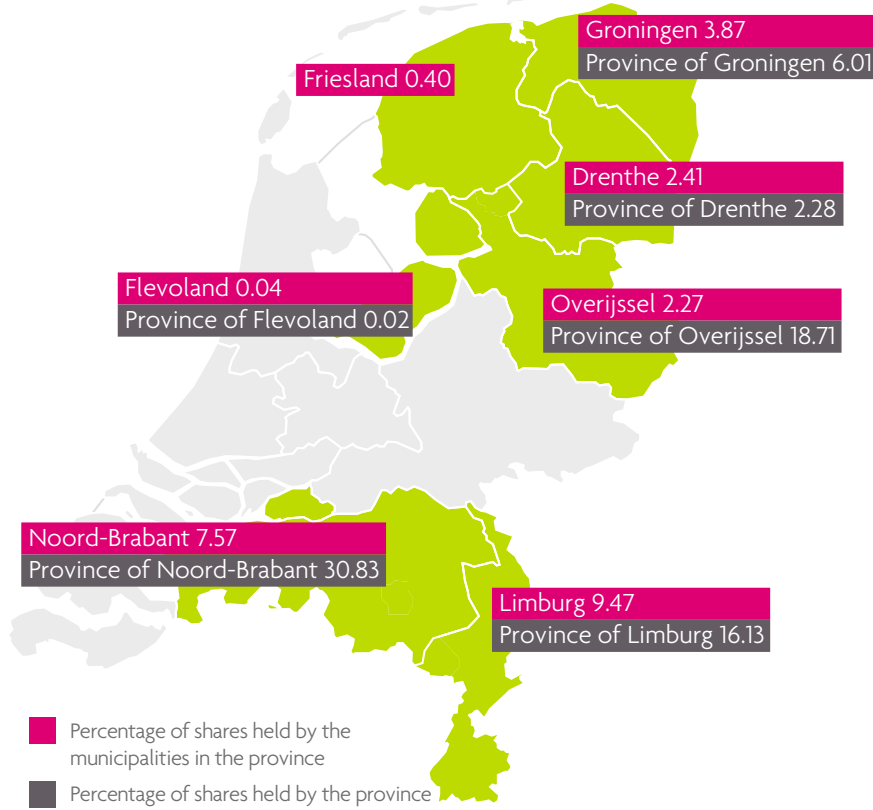 Groningen 3.87
Province of Groningen 6.01
Friesland 0.40
Drenthe 2.41
Province of Drenthe 2.28
Flevoland 0.04
Province of Flevoland 0.02
Overijssel 2.27
Province of Overijssel 18.71
Noord-Brabant 7.57
Province of Noord-Brabant 30.83
Limburg 9.47
Province of Limburg 16.13
Percentage of shares held by the
municipalities in the province
Percentage of shares held by the province